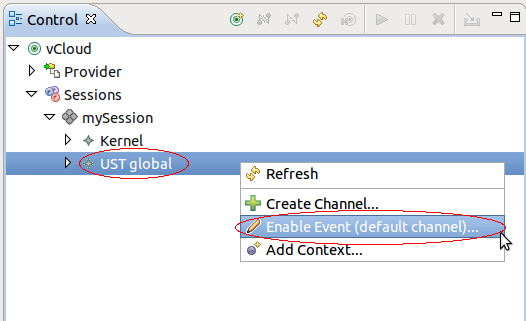 Control
vCloud
Provider
Sessions
mySession
Kernel
UST global
Refresh
Create Channel...
Enable Event (default channel)...
Add Context...